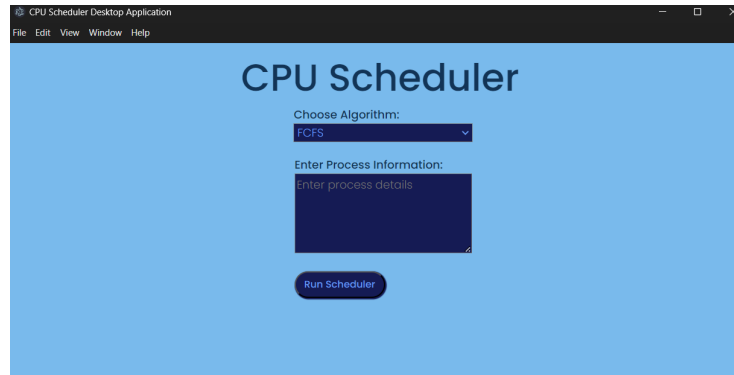 CPU Scheduler Desktop Application
File Edit View Window Help
CPU Scheduler
Choose Algorithm:
FCFS
Enter Process Information:
Enter process details
Run Scheduler